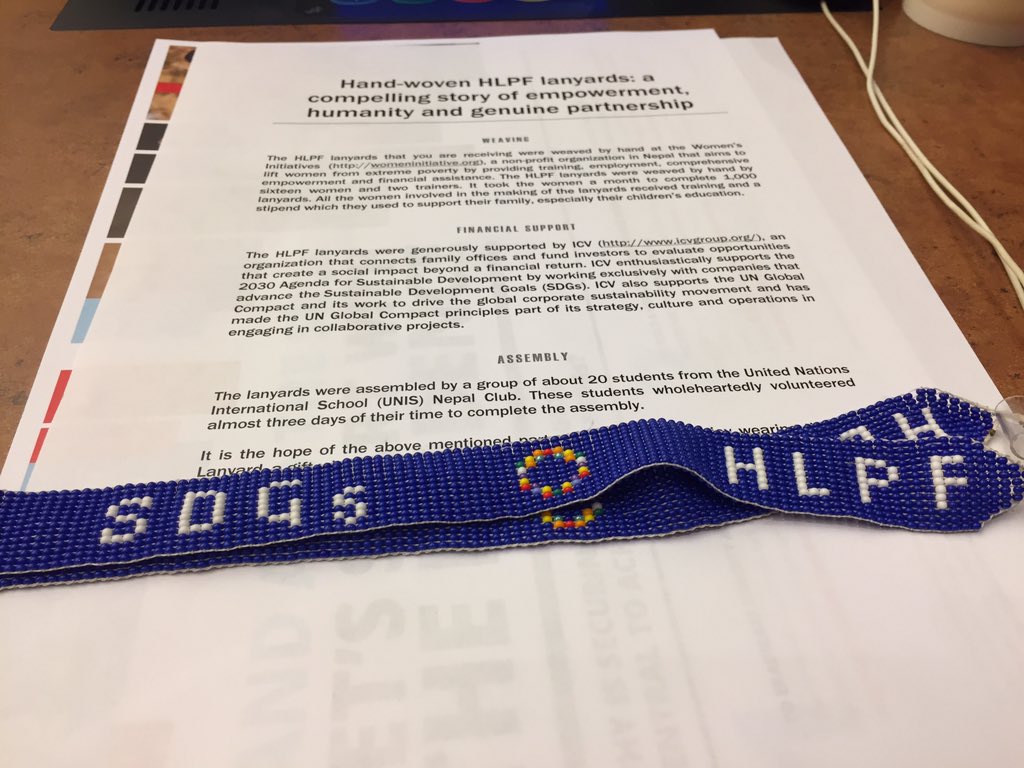 Hand-woven HLPF lanyards: a
compelling story of empowerment,
humanity and genuine partnership
WEAVING
The HLPF lanyards that you are receiving were weaved by hand at the Women's
Initiatives (http://womeninitiative.org), a non-profit organization in Nepal that aims to
lift women from extreme poverty by providing training, employment, comprehensive
empowerment and financial assistance. The HLPF lanyards were weaved by hand by
sixteen women and two trainers. It took the women a month to complete 1,000
lanyards. All the women involved in the making of the lanyards received training and a
stipend which they used to support their family, especially their children's education.
FINANCIAL SUPPORT
The HLPF lanyards were generously supported by ICV (http://www.icvgroup.org/), an
organization that connects family offices and fund investors to evaluate opportunities
that create a social impact beyond a financial return. ICV enthusiastically supports the
2030 Agenda for Sustainable Development by working exclusively with companies that
advance the Sustainable Development Goals (SDGs). ICV also supports the UN Global
Compact and its work to drive the global corporate sustainability movement and has
made the UN Global Compact principles part of its strategy, culture and operations in
engaging in collaborative projects.
ASSEMBLY
The lanyards were assembled by a group of about 20 students from the United Nations
International School (UNIS) Nepal Club. These students wholeheartedly volunteered
almost three days of their time to complete the assembly.
It is the hope of the above mentioned
Lanyard a
SDGs
HLPF